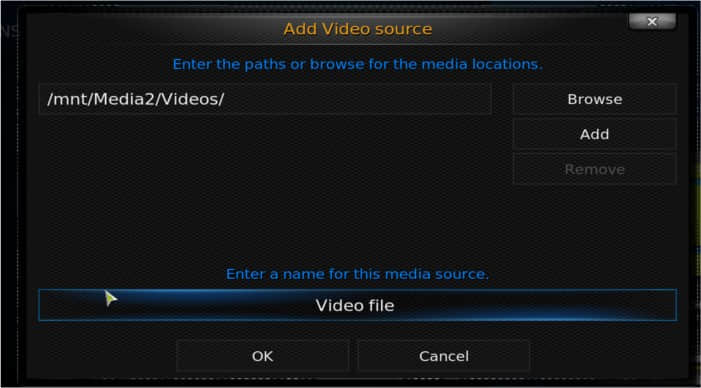 Add Video source
Enter the paths or browse for the media locations.
/mnt/Media2/Videos/
Browse
Add
Remove
Enter a name for this media source.
Video file
OK
Cancel